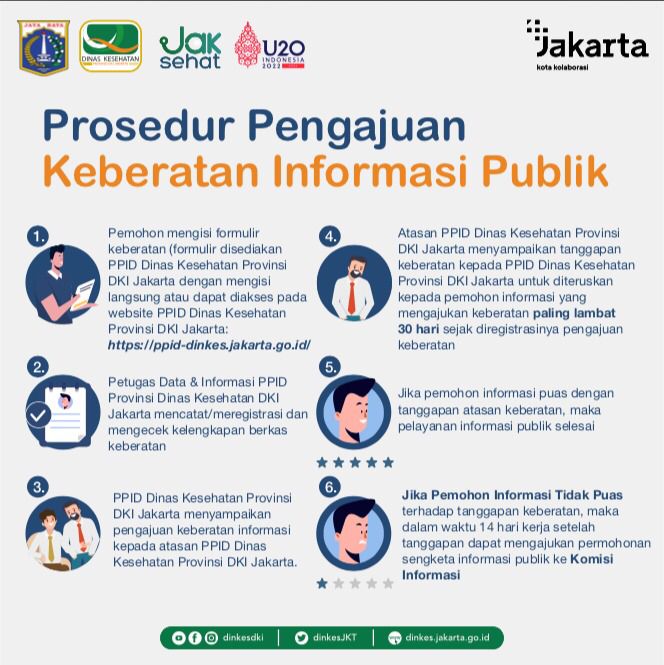 JAYA RAYA
DINAS KESEHATAN
Jak
sehat
U20
INDONESIA
2022
Jakarta
kota kolaborasi
Prosedur Pengajuan
Keberatan Informasi Publik
1.
Pemohon mengisi formulir
keberatan (formulir disediakan
PPID Dinas Kesehatan Provinsi
DKI Jakarta dengan mengisi
langsung atau dapat diakses pada
website PPID Dinas Kesehatan
Provinsi DKI Jakarta:
https://ppid-dinkes.jakarta.go.id/
2.
Petugas Data & Informasi PPID
Provinsi Dinas Kesehatan DKI
Jakarta mencatat/meregistrasi dan
mengecek kelengkapan berkas
keberatan
3.
PPID Dinas Kesehatan Provinsi
DKI Jakarta menyampaikan
pengajuan keberatan informasi
kepada atasan PPID Dinas
Kesehatan Provinsi DKI Jakarta.
4.
Atasan PPID Dinas Kesehatan Provinsi
DKI Jakarta menyampaikan tanggapan
keberatan kepada PPID Dinas Kesehatan
Provinsi DKI Jakarta untuk diteruskan
kepada pemohon informasi yang
mengajukan keberatan paling lambat
30 hari sejak diregistrasinya pengajuan
keberatan
5.
Jika pemohon informasi puas dengan
tanggapan atasan keberatan, maka
pelayanan informasi publik selesai
6.
Jika Pemohon Informasi Tidak Puas
terhadap tanggapan keberatan, maka
dalam waktu 14 hari kerja setelah
tanggapan dapat mengajukan permohonan
sengketa informasi publik ke Komisi
Informasi
dinkesdki
dinkesJKT
dinkes.jakarta.go.id